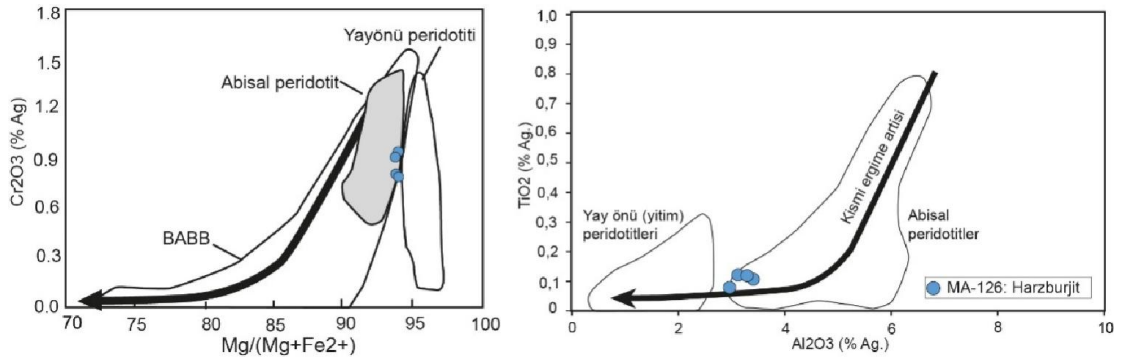 1.8
1.5
1.2
0.9
0.6
0.3
0.0
Cr2O3 (% Ag)
Yayönü peridotiti
Abisal peridotit
BABB
70
75
80
85
90
95
100
Mg/(Mg+Fe2+)
1,0
0,9
0,8
0,7
0,6
0,5
0,4
0,3
0,2
0,1
0
TiO2 (% Ag.)
Kismi ergime artisi
Yay önü (yitim)
peridotitleri
Abisal
peridotitler
MA-126: Harzburjit
0
2
4
6
8
10
Al2O3 (% Ag.)